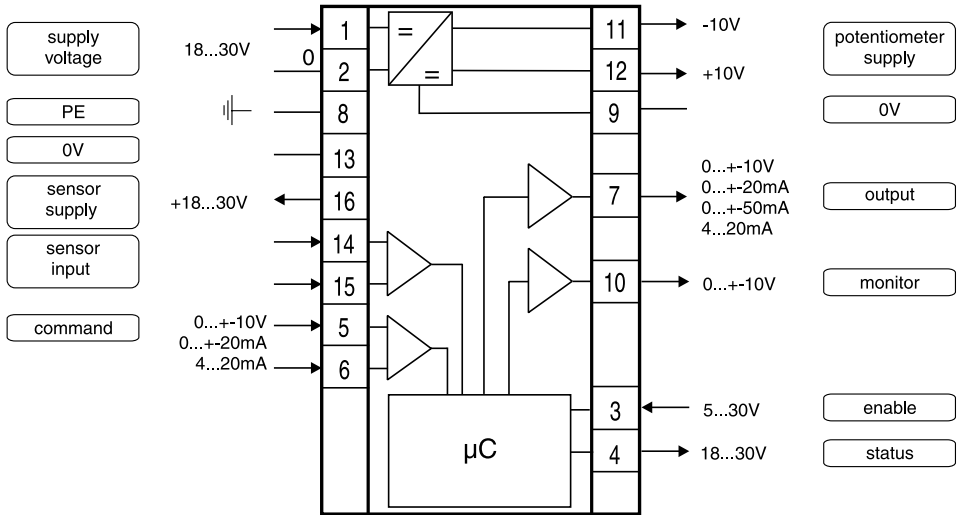 supply
voltage
18...30V
0
1
2
=
=
11
12
-10V
+10V
potentiometer
supply
PE
8
9
0V
0V
13
sensor
supply
+18...30V
16
7
0...+-10V
0...+-20mA
0...+-50mA
4...20mA
output
sensor
input
14
15
10
0...+-10V
monitor
command
0...+-10V
0...+-20mA
4...20mA
5
6
µC
3
5...30V
enable
4
18...30V
status